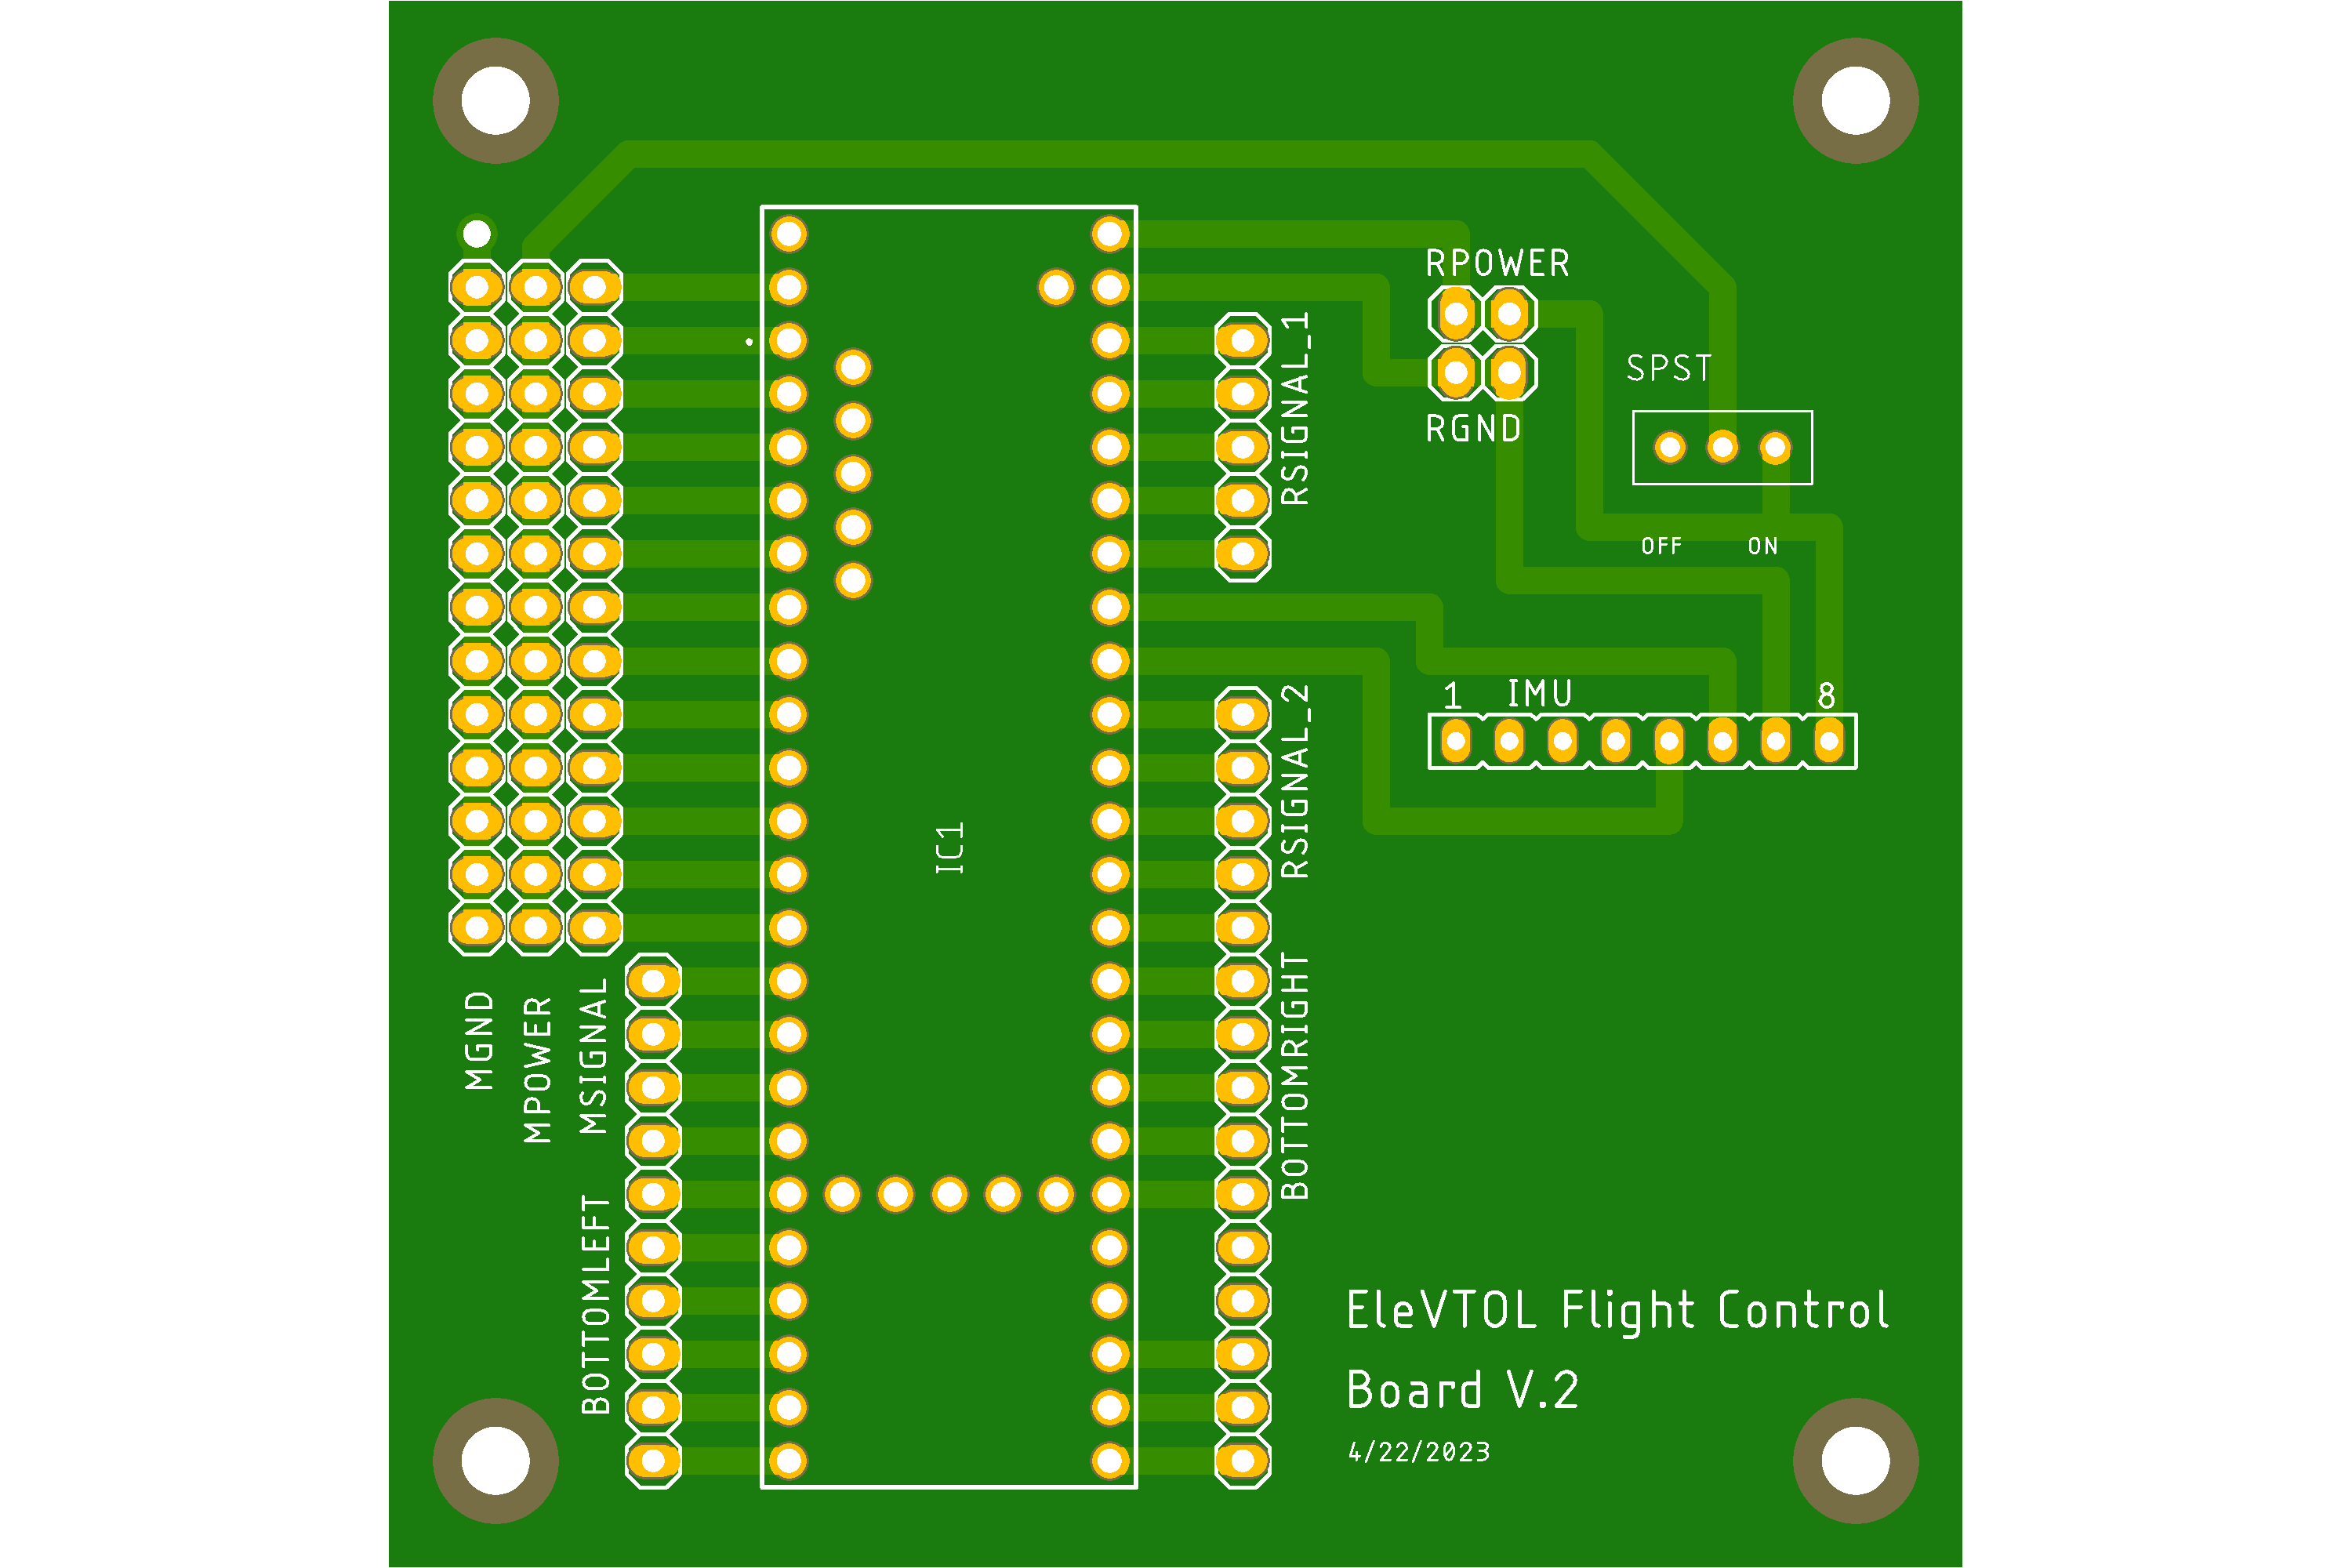 RPOWER
RGND
RSIGNAL_1
SPST
OFF ON
1 IMU 8
RSIGNAL_2
IC1
MGND
MPOWER
MSIGNAL
BOTTOMLEFT
BOTTOMRIGHT
EleVTOL Flight Control
Board V.2
4/22/2023